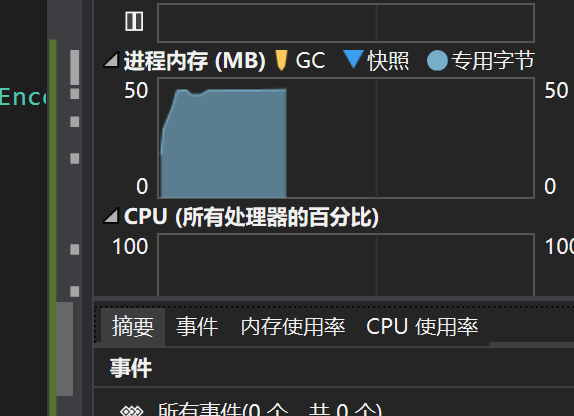 Enco
进程内存 (MB) GC 快照 专用字节
50 50
0 0
CPU (所有处理器的百分比)
100 100
摘要 事件 内存使用率 CPU 使用率
事件
所有事件(0 个，共 0 个)